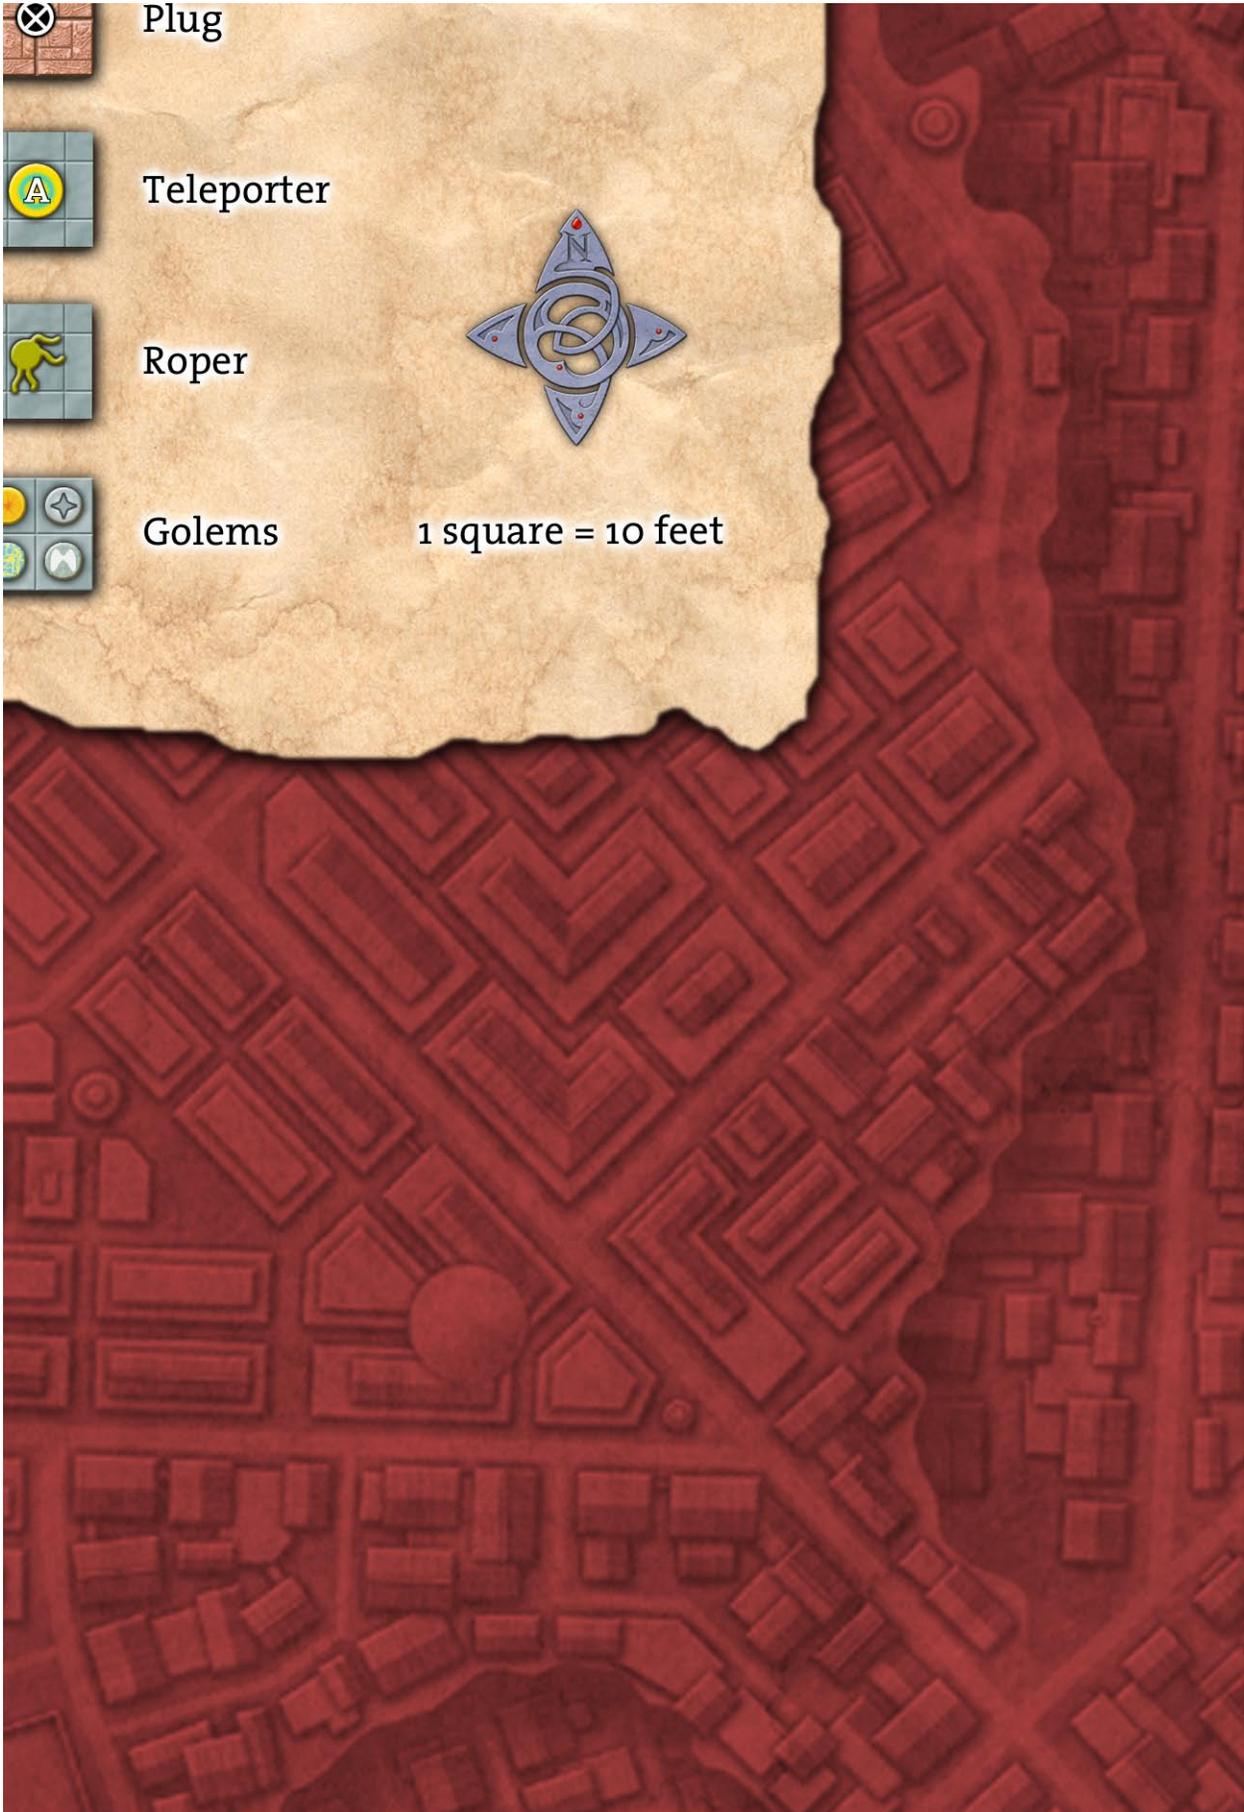 Plug
A
Teleporter
N
Roper
Golems
1 square = 10 feet